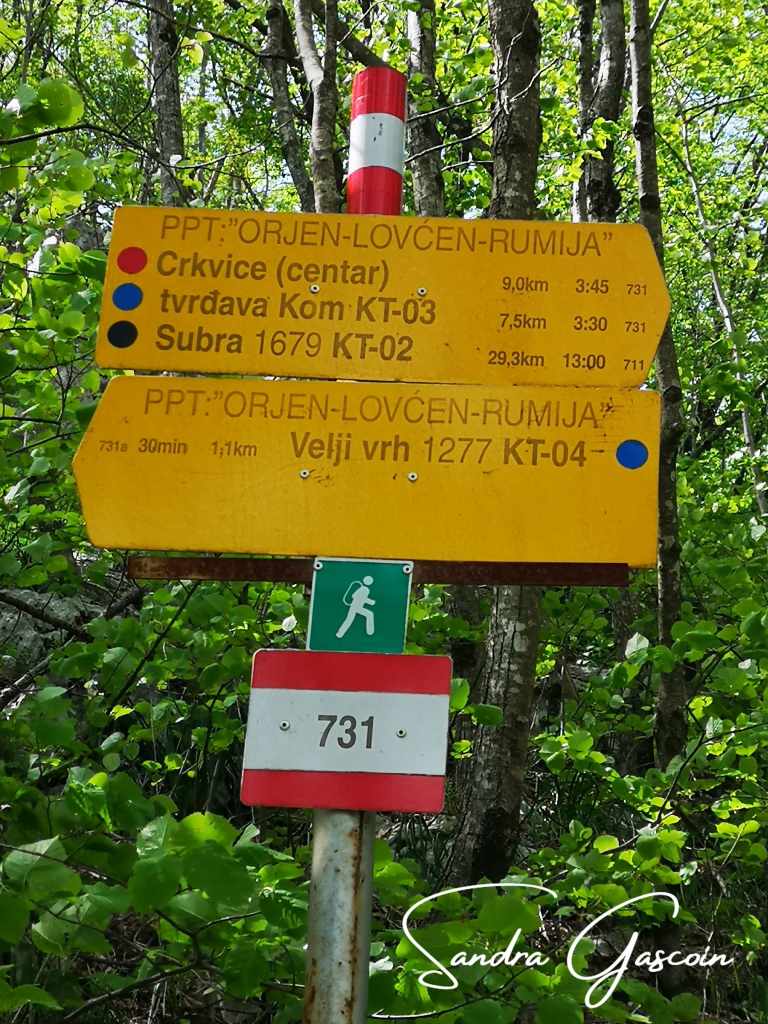 PPT:"ORJEN-LOVĆEN-RUMIJA"
Crkvice (centar) 9,0km 3:45 731
tvrđava Kom KT-03 7,5km 3:30 731
Subra 1679 KT-02 29,3km 13:00 711
PPT:"ORJEN-LOVĆEN-RUMIJA"
731a 30min 1,1km Velji vrh 1277 KT-04
731
Sandra Gascoin